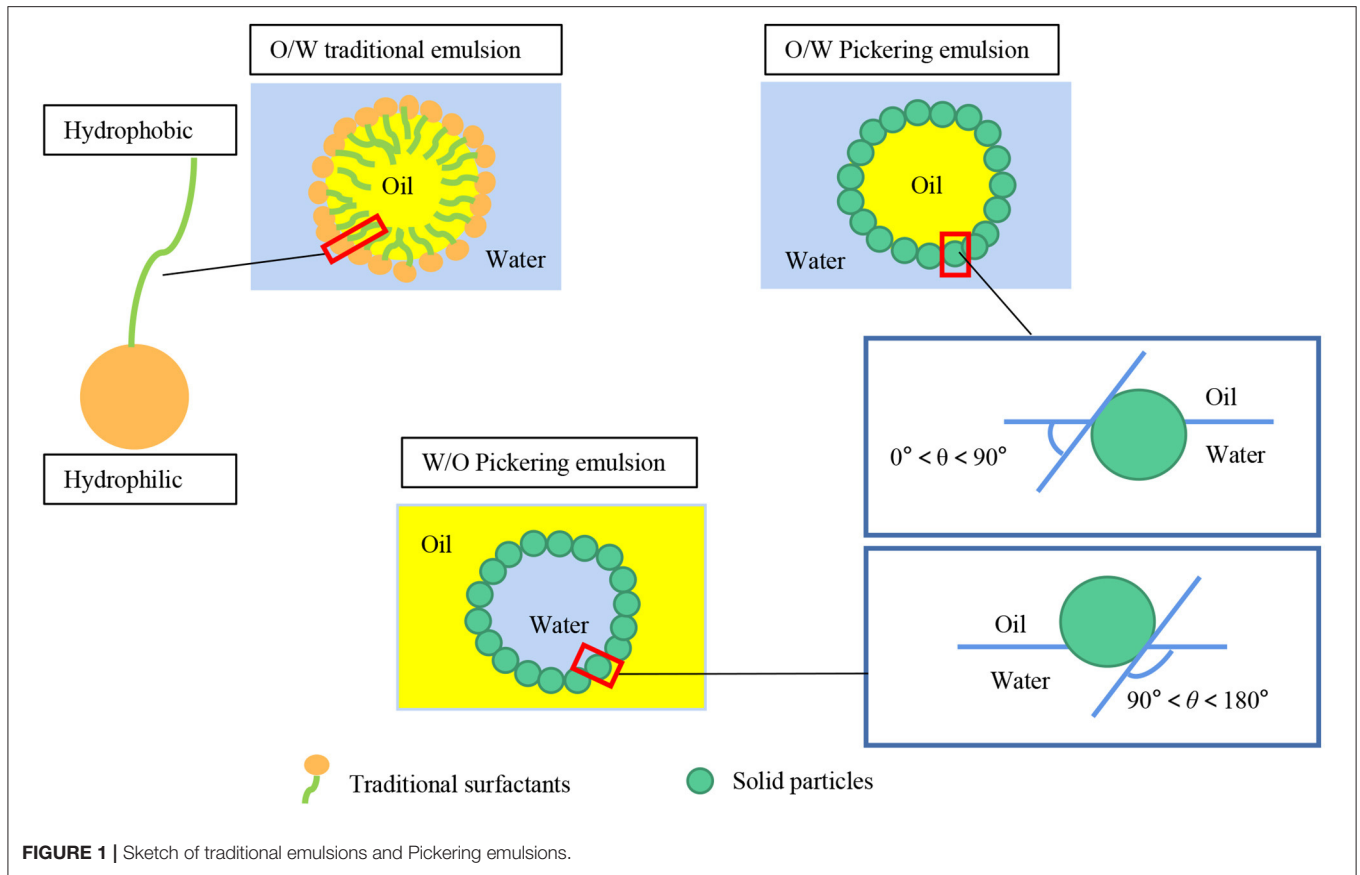 O/W traditional emulsion
O/W Pickering emulsion
Hydrophobic
Oil
Water
Oil
Water
Hydrophilic
Oil
Water
0° < θ < 90°
W/O Pickering emulsion
Oil
Water
Oil
Water
90° < θ < 180°
Traditional surfactants
Solid particles
FIGURE 1 | Sketch of traditional emulsions and Pickering emulsions.